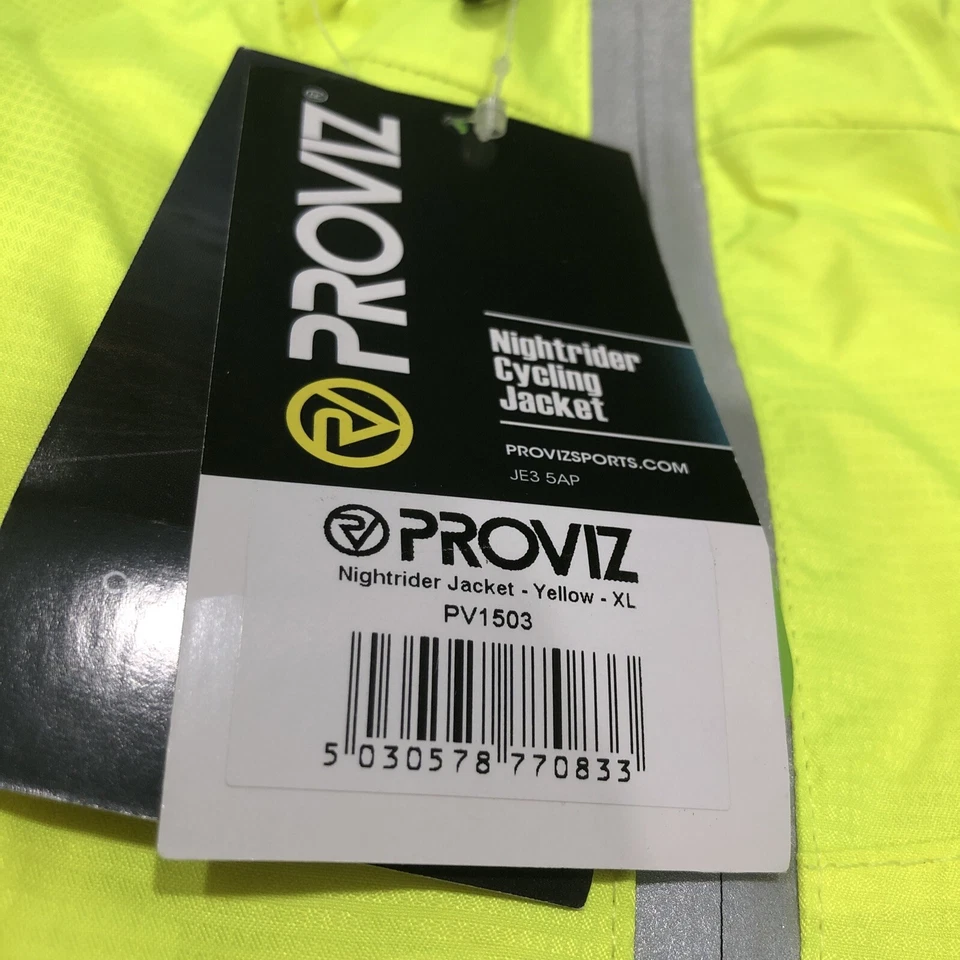 PROVIZ®
Nightrider
Cycling
Jacket
PROVIZSPORTS.COM
JE3 5AP
PROVIZ
Nightrider Jacket - Yellow - XL
PV1503
5 030578 770833